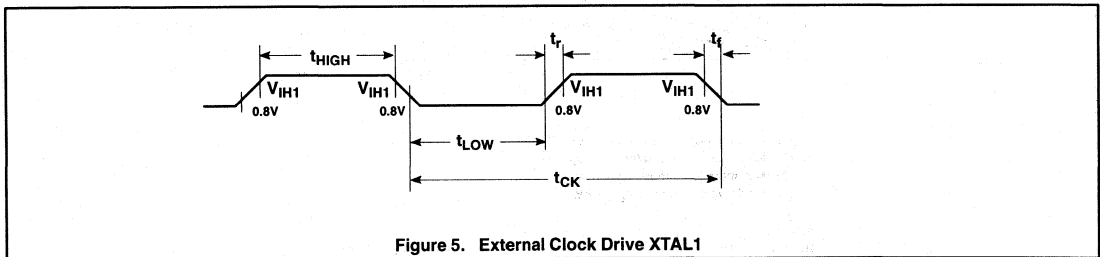 tHIGH
tr
tf
VIH1 VIH1 VIH1 VIH1
0.8V 0.8V 0.8V 0.8V
tLOW
tCK
Figure 5. External Clock Drive XTAL1